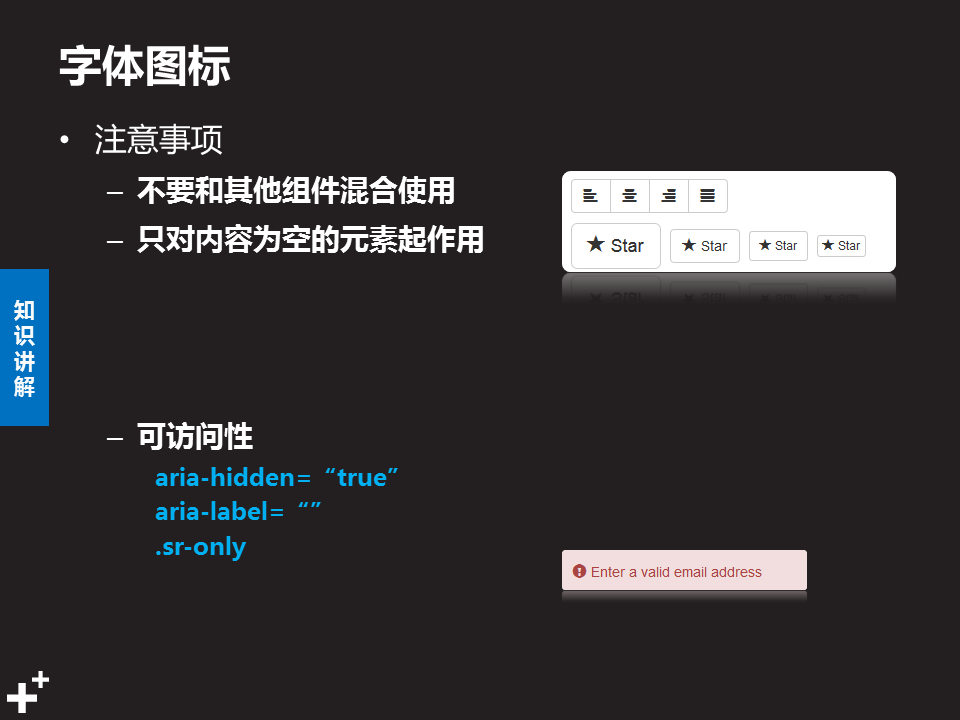 字体图标
• 注意事项
– 不要和其他组件混合使用
– 只对内容为空的元素起作用
Star Star Star Star
知识讲解
– 可访问性
aria-hidden= “true”
aria-label= “”
.sr-only
Enter a valid email address